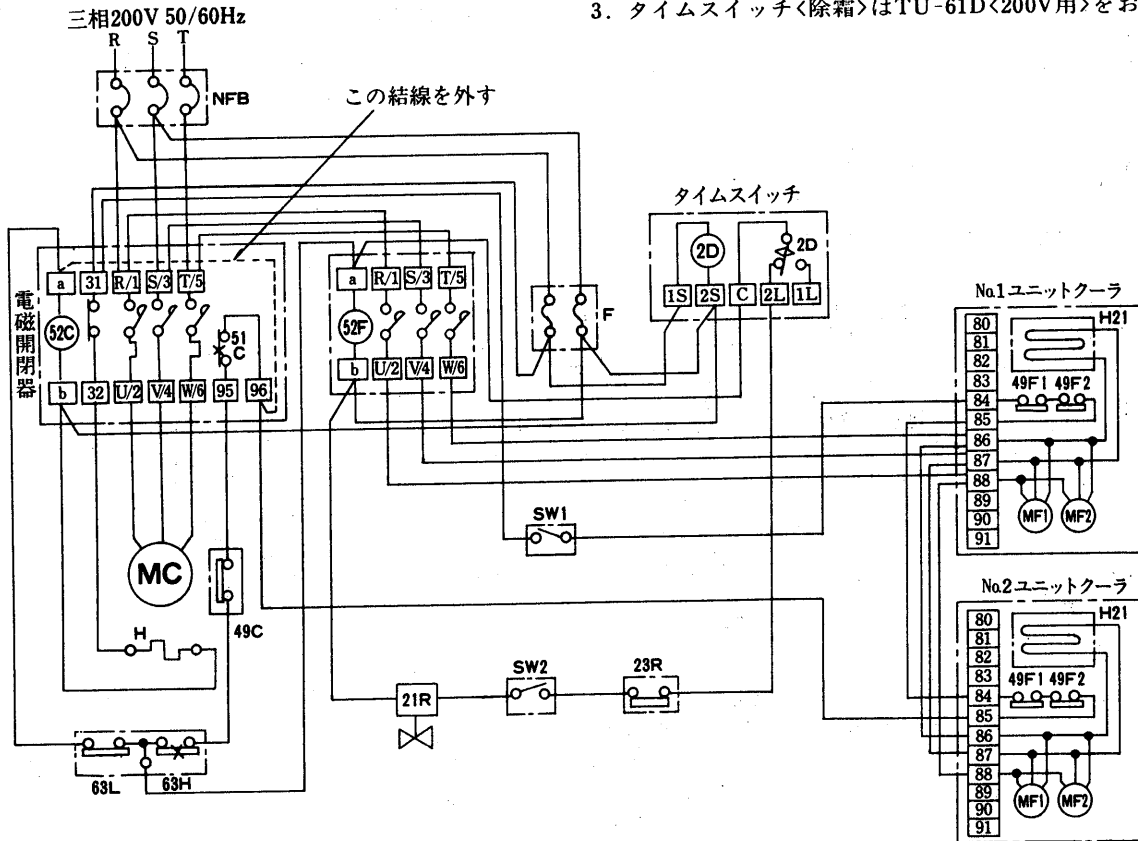 3. タイムスイッチ<除霜>はTU-61D<200V用>をお
三相200V 50/60Hz
R S T
NFB
この結線を外す
タイムスイッチ
2D 2D
1S 2S C 2L 1L
F
電磁開閉器
a 31 R/1 S/3 T/5
52C
51C
b 32 U/2 V/4 W/6 95 96
a R/1 S/3 T/5
52F
b U/2 V/4 W/6
MC
49C
H
63L 63H
SW1
21R
SW2
23R
No.1ユニットクーラ
H21
80
81
82
83
49F1 49F2
84
85
86
87
88
89
90
91
MF1 MF2
No.2ユニットクーラ
H21
80
81
82
83
49F1 49F2
84
85
86
87
88
89
90
91
MF1 MF2